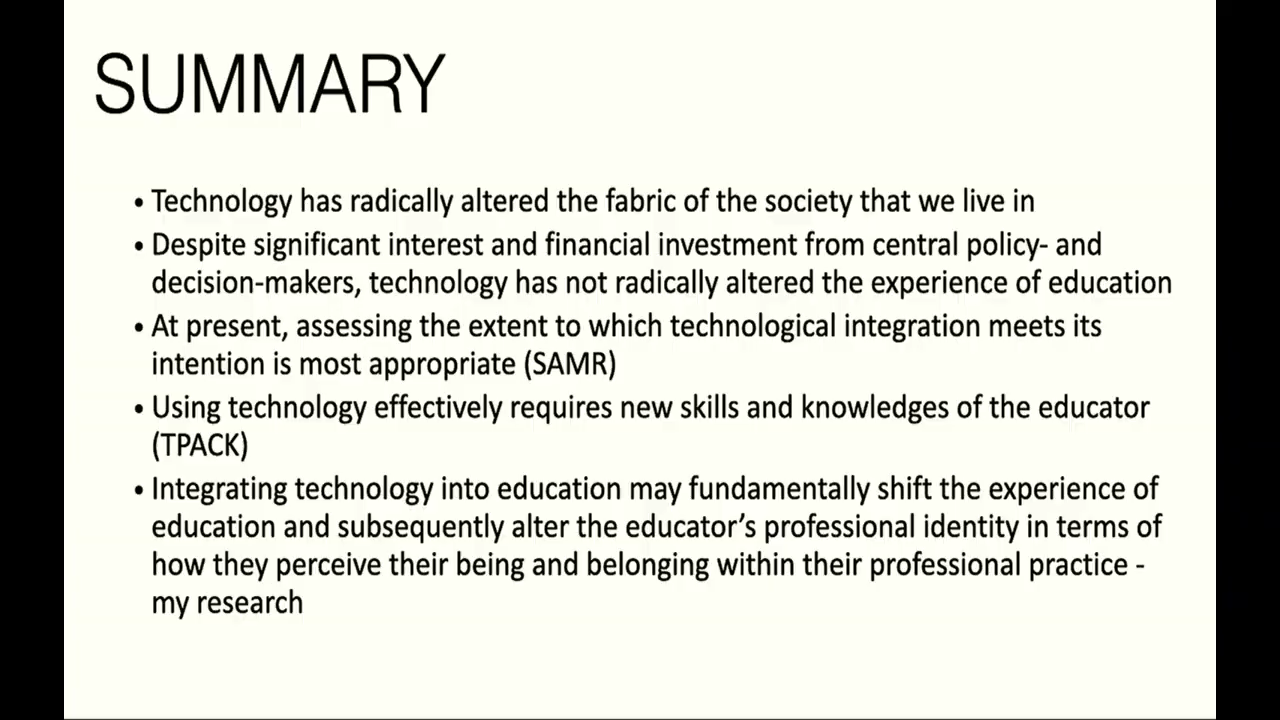 SUMMARY
• Technology has radically altered the fabric of the society that we live in
• Despite significant interest and financial investment from central policy- and
decision-makers, technology has not radically altered the experience of education
• At present, assessing the extent to which technological integration meets its
intention is most appropriate (SAMR)
• Using technology effectively requires new skills and knowledges of the educator
(TPACK)
• Integrating technology into education may fundamentally shift the experience of
education and subsequently alter the educator’s professional identity in terms of
how they perceive their being and belonging within their professional practice -
my research